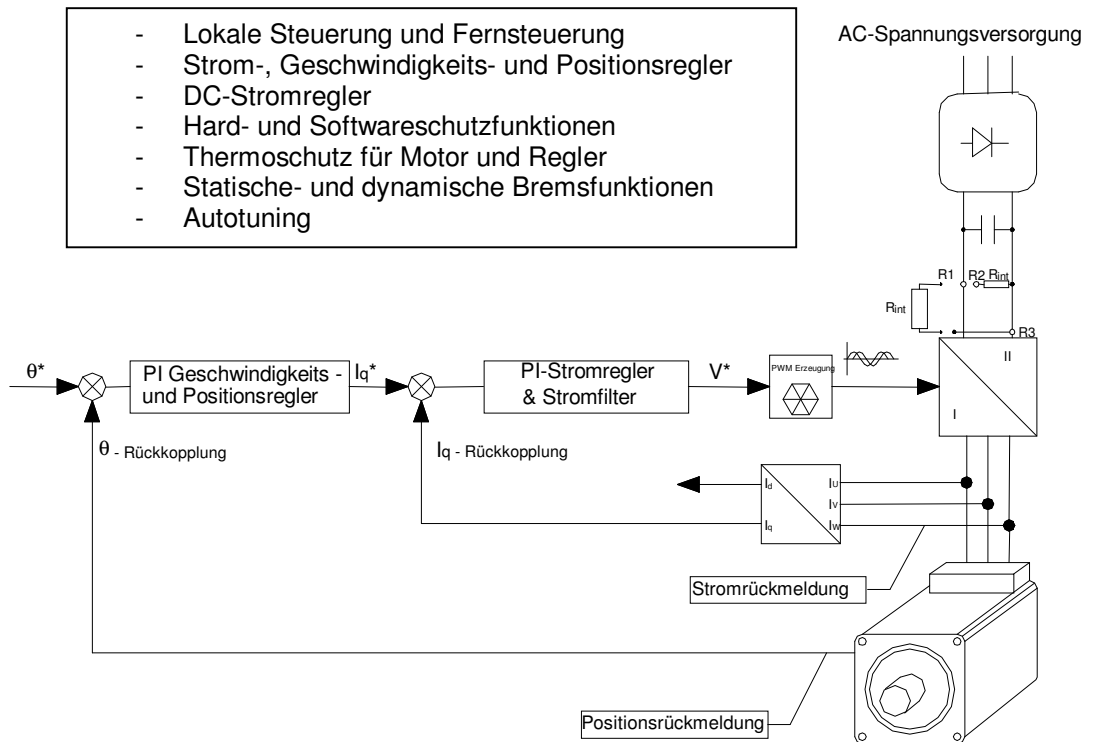 - Lokale Steuerung und Fernsteuerung
- Strom-, Geschwindigkeits- und Positionsregler
- DC-Stromregler
- Hard- und Softwareschutzfunktionen
- Thermoschutz für Motor und Regler
- Statische- und dynamische Bremsfunktionen
- Autotuning
AC-Spannungsversorgung
R1
R2
Rint
Rint
R3
θ*
PI Geschwindigkeits -
und Positionsregler
Iq*
PI-Stromregler
& Stromfilter
V*
PWM Erzeugung
II
I
θ - Rückkopplung
Iq - Rückkopplung
Id
Iq
IU
IV
IW
Stromrückmeldung
Positionsrückmeldung